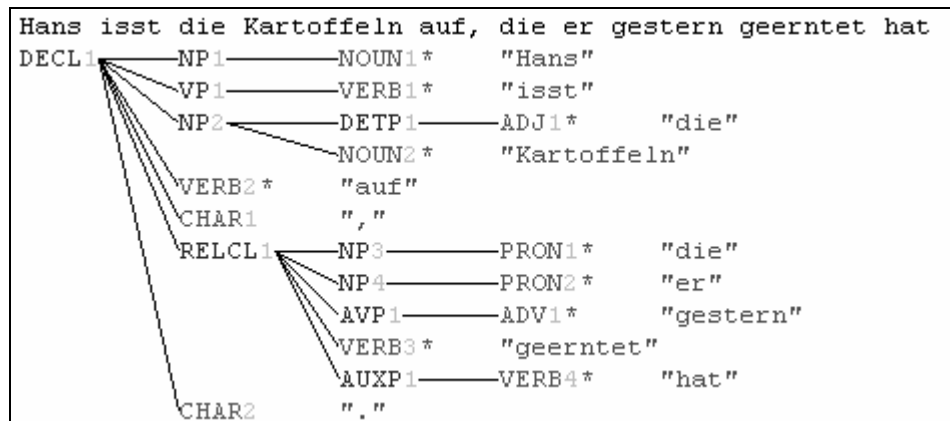 Hans isst die Kartoffeln auf, die er gestern geerntet hat
DECL1 NP1 NOUN1* "Hans"
VP1 VERB1* "isst"
NP2 DETP1 ADJ1* "die"
NOUN2* "Kartoffeln"
VERB2* "auf"
CHAR1 ","
RELCL1 NP3 PRON1* "die"
NP4 PRON2* "er"
AVP1 ADV1* "gestern"
VERB3* "geerntet"
AUXP1 VERB4* "hat"
CHAR2 "."